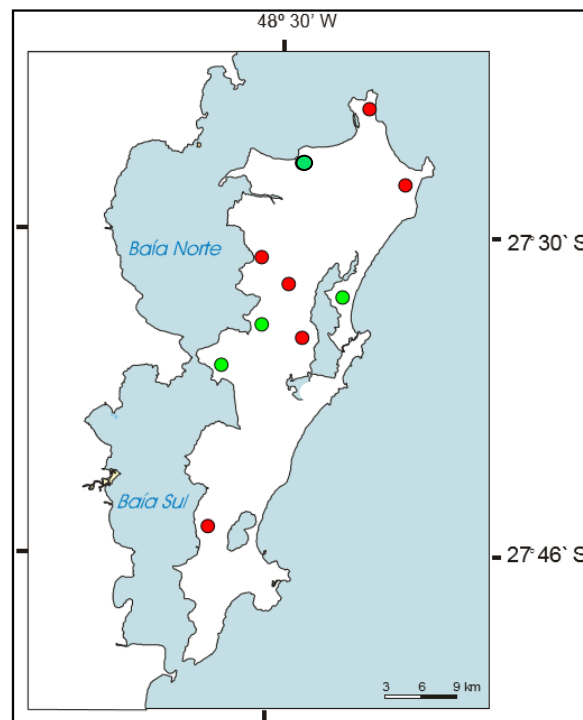 48º 30’ W
Baía Norte
27° 30` S
Baía Sul
27° 46` S
3 6 9 km